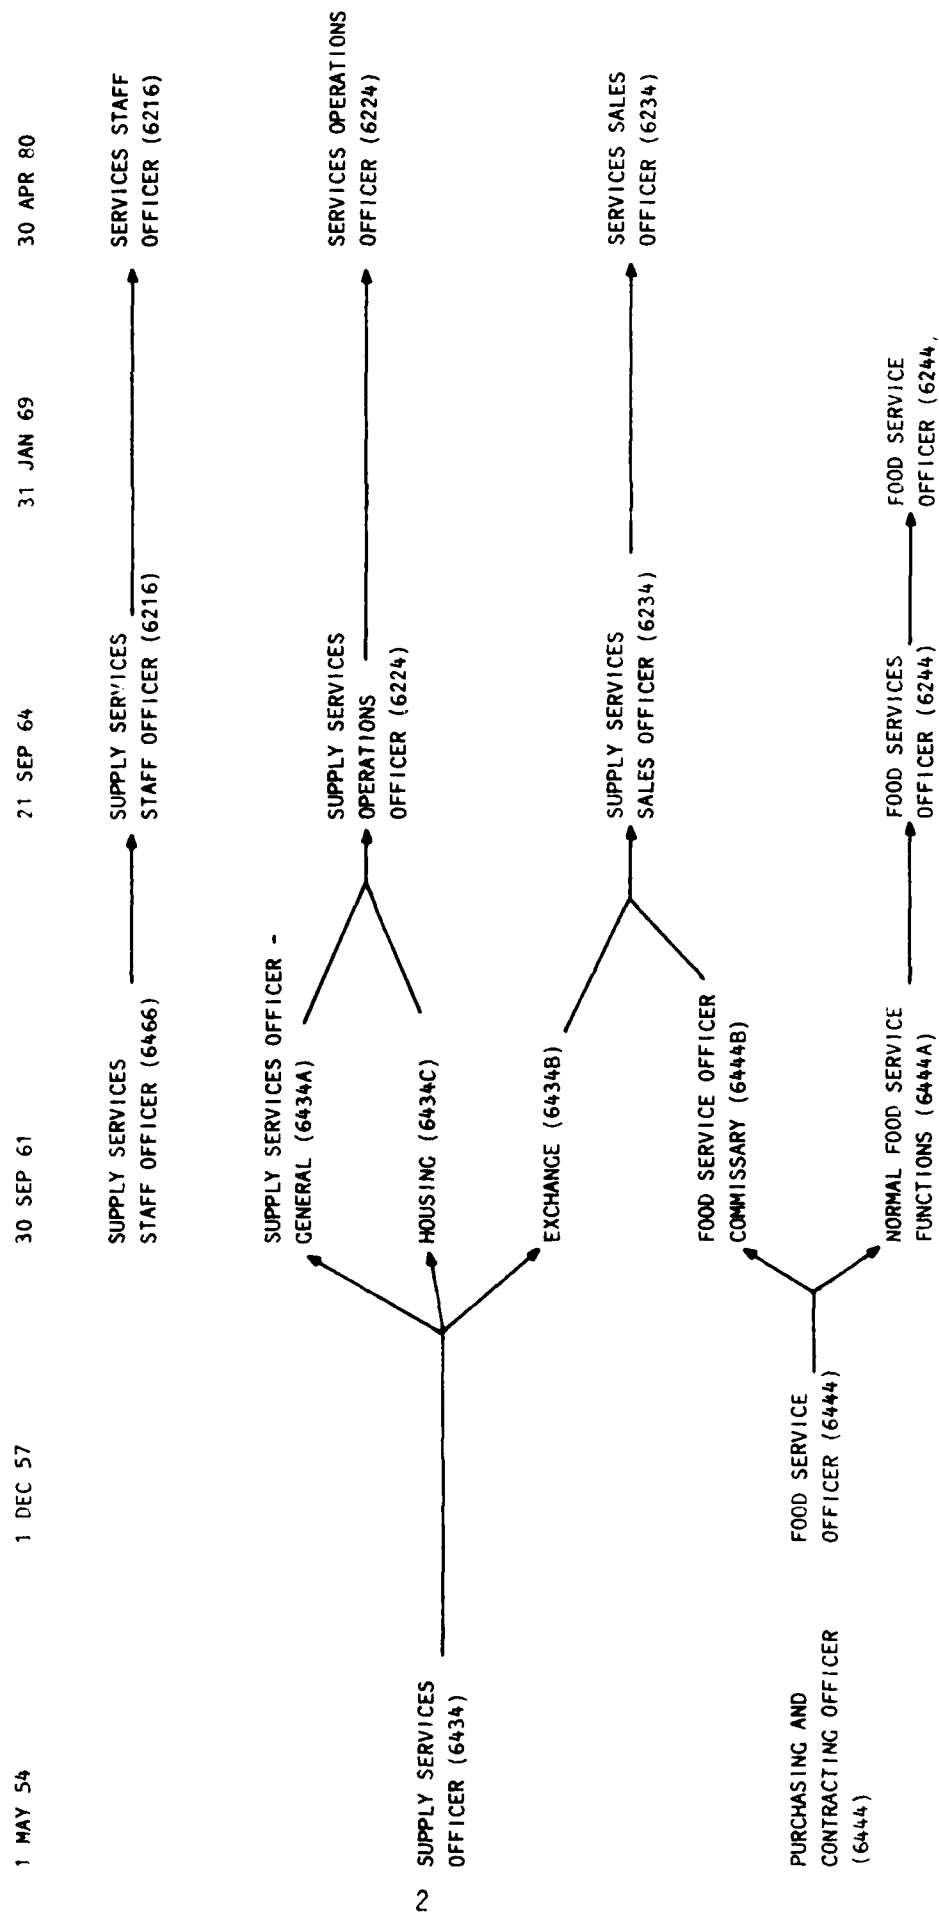 1 MAY 54
1 DEC 57
30 SEP 61
21 SEP 64
31 JAN 69
30 APR 80
SUPPLY SERVICES
STAFF OFFICER (6466)
SUPPLY SERVICES
STAFF OFFICER (6216)
SERVICES STAFF
OFFICER (6216)
SUPPLY SERVICES OFFICER -
GENERAL (6434A)
SUPPLY SERVICES
OPERATIONS
OFFICER (6224)
SERVICES OPERATIONS
OFFICER (6224)
SUPPLY SERVICES
OFFICER (6434)
HOUSING (6434C)
EXCHANGE (6434B)
SUPPLY SERVICES
SALES OFFICER (6234)
SERVICES SALES
OFFICER (6234)
FOOD SERVICE OFFICER
COMMISSARY (6444B)
PURCHASING AND
CONTRACTING OFFICER
(6444)
FOOD SERVICE
OFFICER (6444)
NORMAL FOOD SERVICE
FUNCTIONS (6444A)
FOOD SERVICES
OFFICER (6244)
FOOD SERVICE
OFFICER (6244,
2